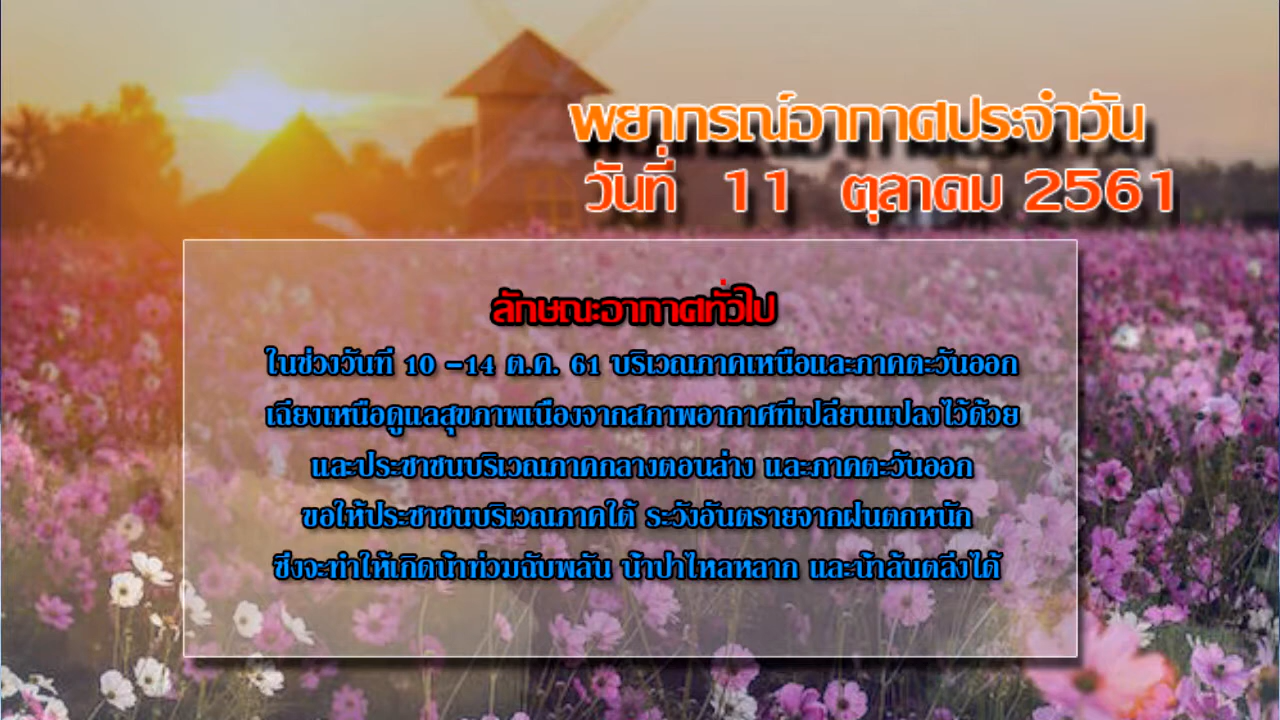 พยากรณ์อากาศประจำวัน
วันที่ 11 ตุลาคม 2561
ลักษณะอากาศทั่วไป
ในช่วงวันที่ 10 -14 ต.ค. 61 บริเวณภาคเหนือและภาคตะวันออก
เฉียงเหนือดูแลสุขภาพเนื่องจากสภาพอากาศที่เปลี่ยนแปลงไว้ด้วย
และประชาชนบริเวณภาคกลางตอนล่าง และภาคตะวันออก
ขอให้ประชาชนบริเวณภาคใต้ ระวังอันตรายจากฝนตกหนัก
ซึ่งจะทำให้เกิดน้ำท่วมฉับพลัน น้ำป่าไหลหลาก และน้ำล้นตลิ่งได้